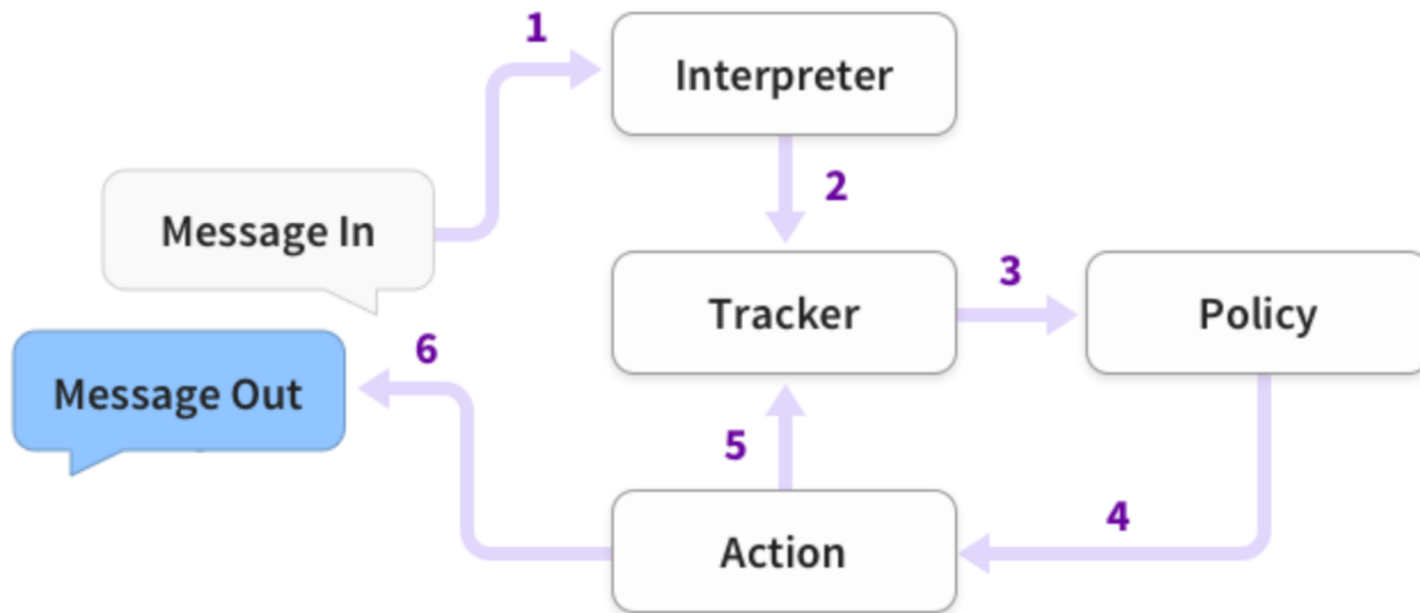 1
Interpreter
2
Message In
3
Tracker
Policy
6
Message Out
5
4
Action